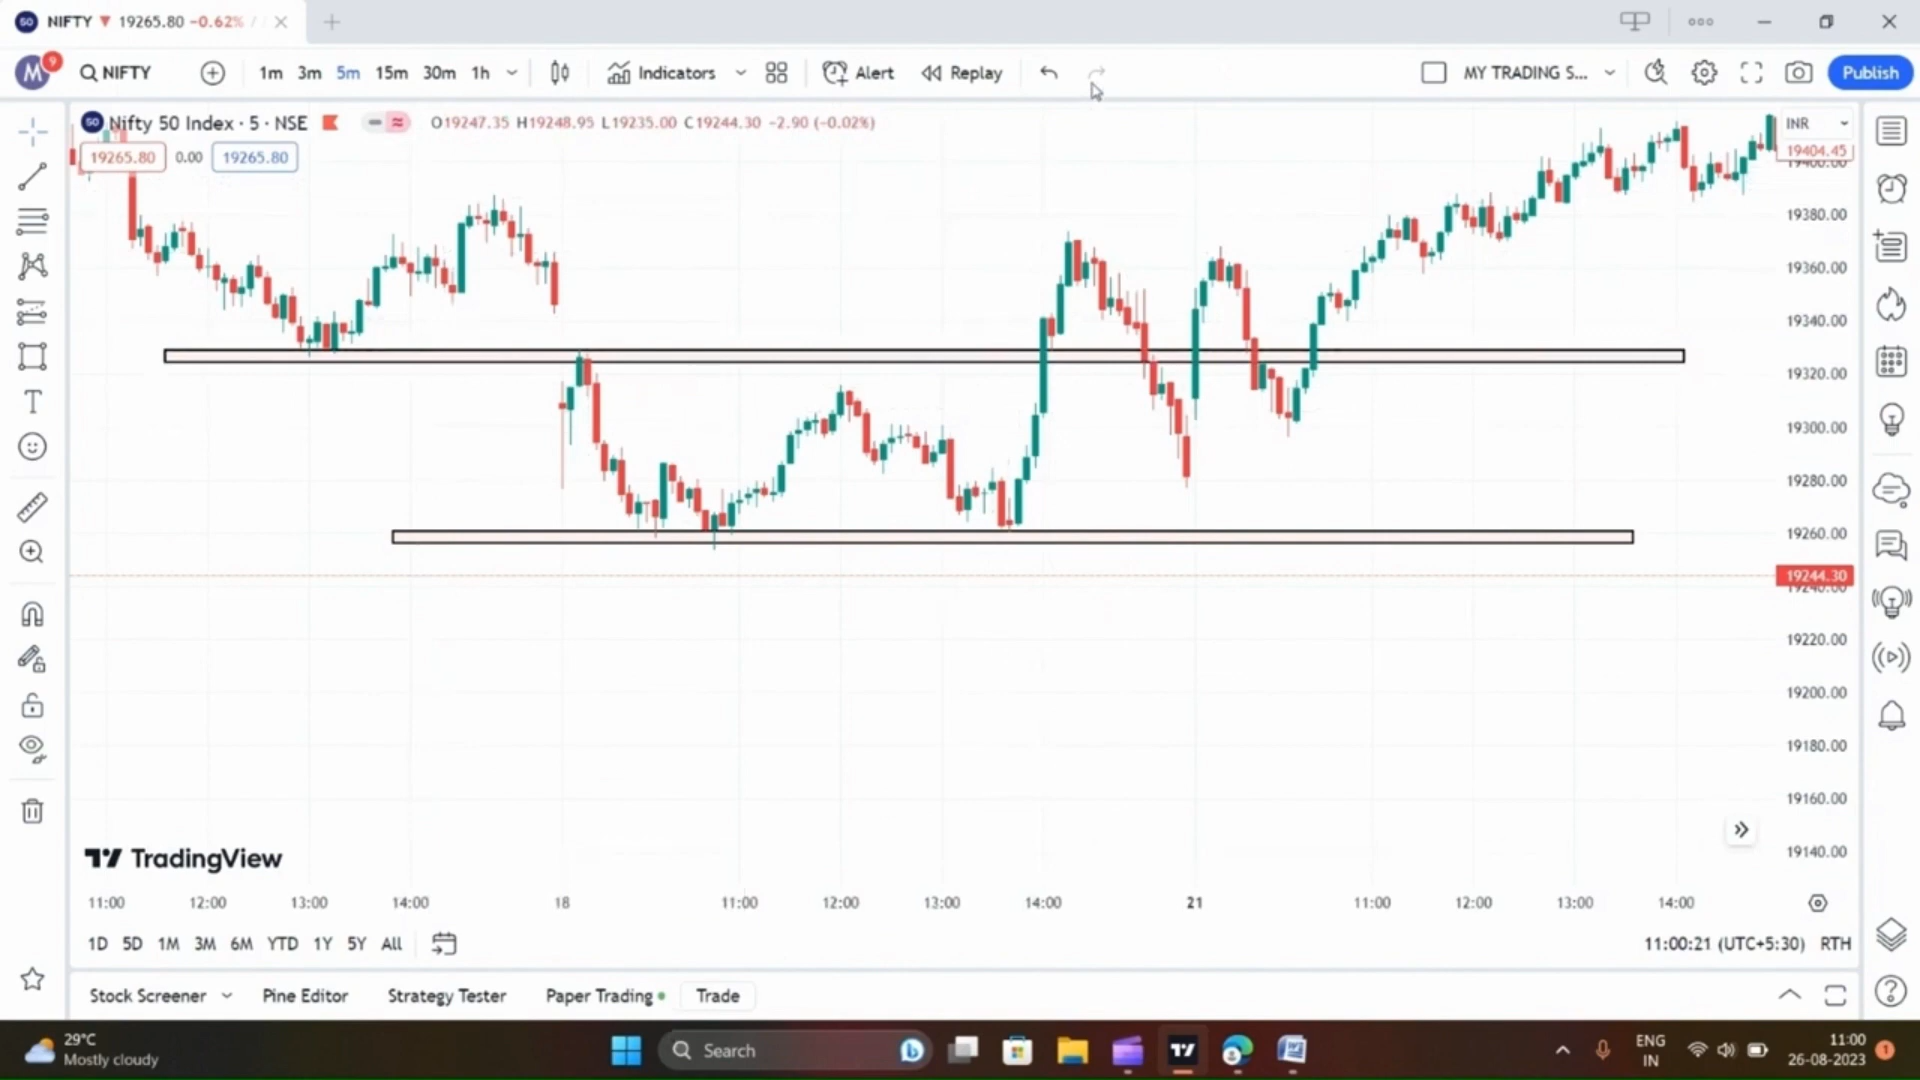 NIFTY ▼ 19265.80 −0.62% /
M 9 NIFTY 1m 3m 5m 15m 30m 1h Indicators Alert Replay MY TRADING S... Publish
50 Nifty 50 Index · 5 · NSE O19247.35 H19248.95 L19235.00 C19244.30 −2.90 (−0.02%) INR
19265.80 0.00 19265.80
19404.45
19400.00
19380.00
19360.00
19340.00
19320.00
19300.00
19280.00
19260.00
19244.30
19240.00
19220.00
19200.00
19180.00
19160.00
19140.00
TradingView
11:00 12:00 13:00 14:00 18 11:00 12:00 13:00 14:00 21 11:00 12:00 13:00 14:00
1D 5D 1M 3M 6M YTD 1Y 5Y All 11:00:21 (UTC+5:30) RTH
Stock Screener Pine Editor Strategy Tester Paper Trading Trade
29°C
Mostly cloudy
Search
ENG
IN
11:00
26-08-2023
1